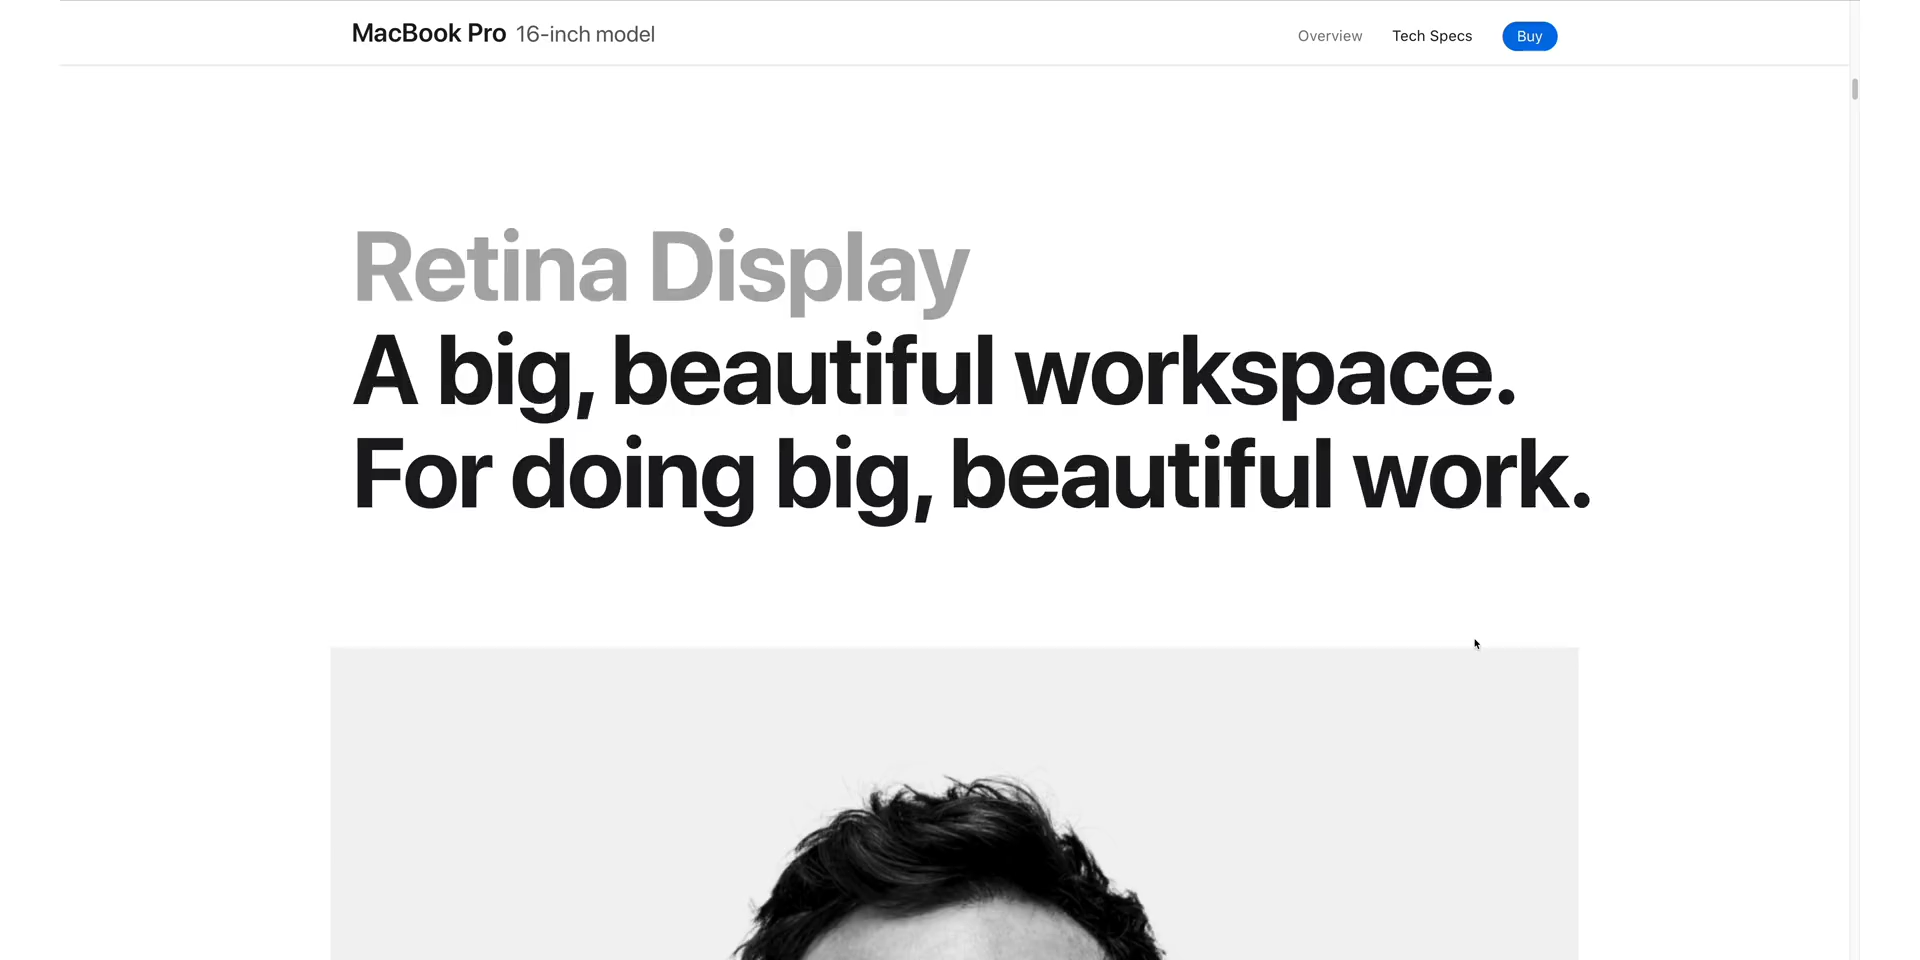 MacBook Pro 16-inch model
Overview Tech Specs Buy
Retina Display
A big, beautiful workspace.
For doing big, beautiful work.